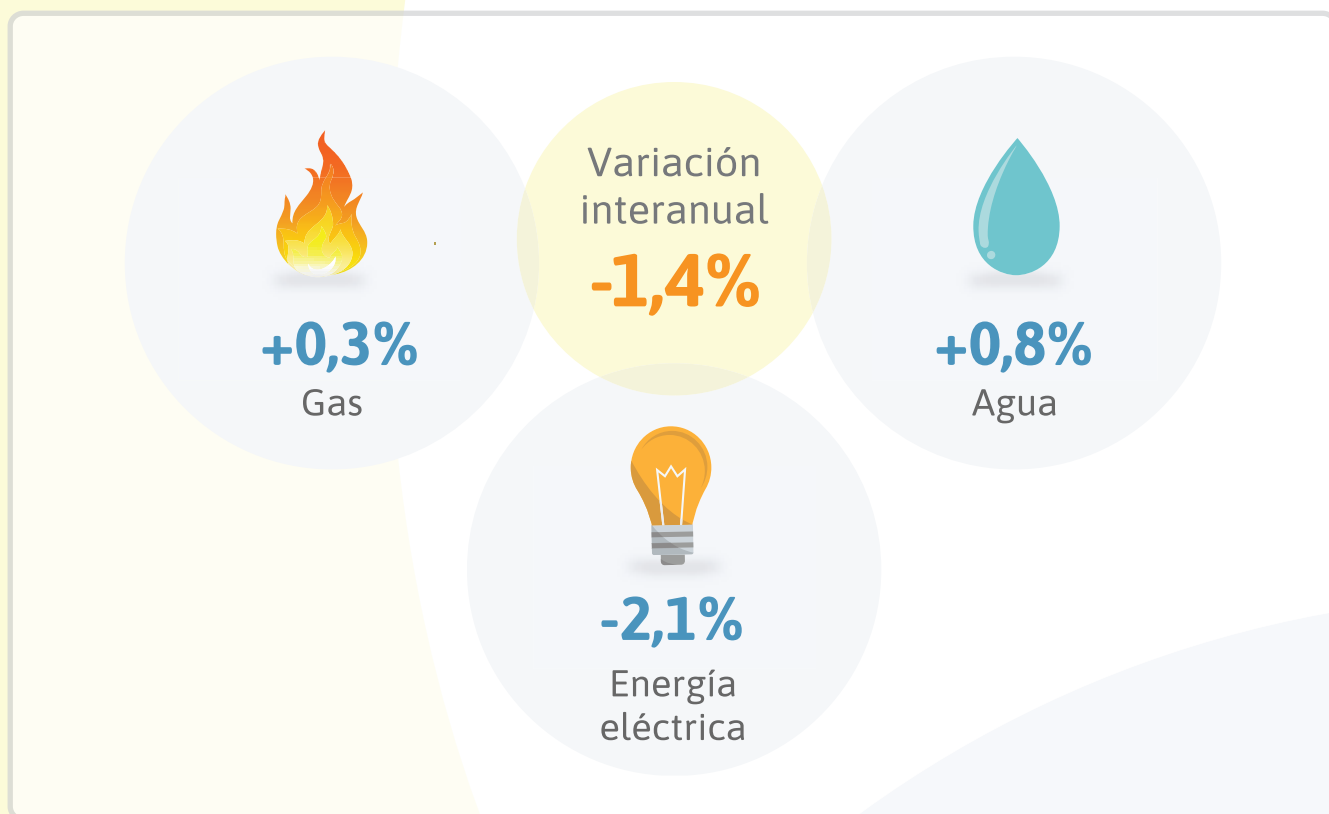 Variación
interanual
-1,4%
+0,3%
Gas
+0,8%
Agua
-2,1%
Energía
eléctrica